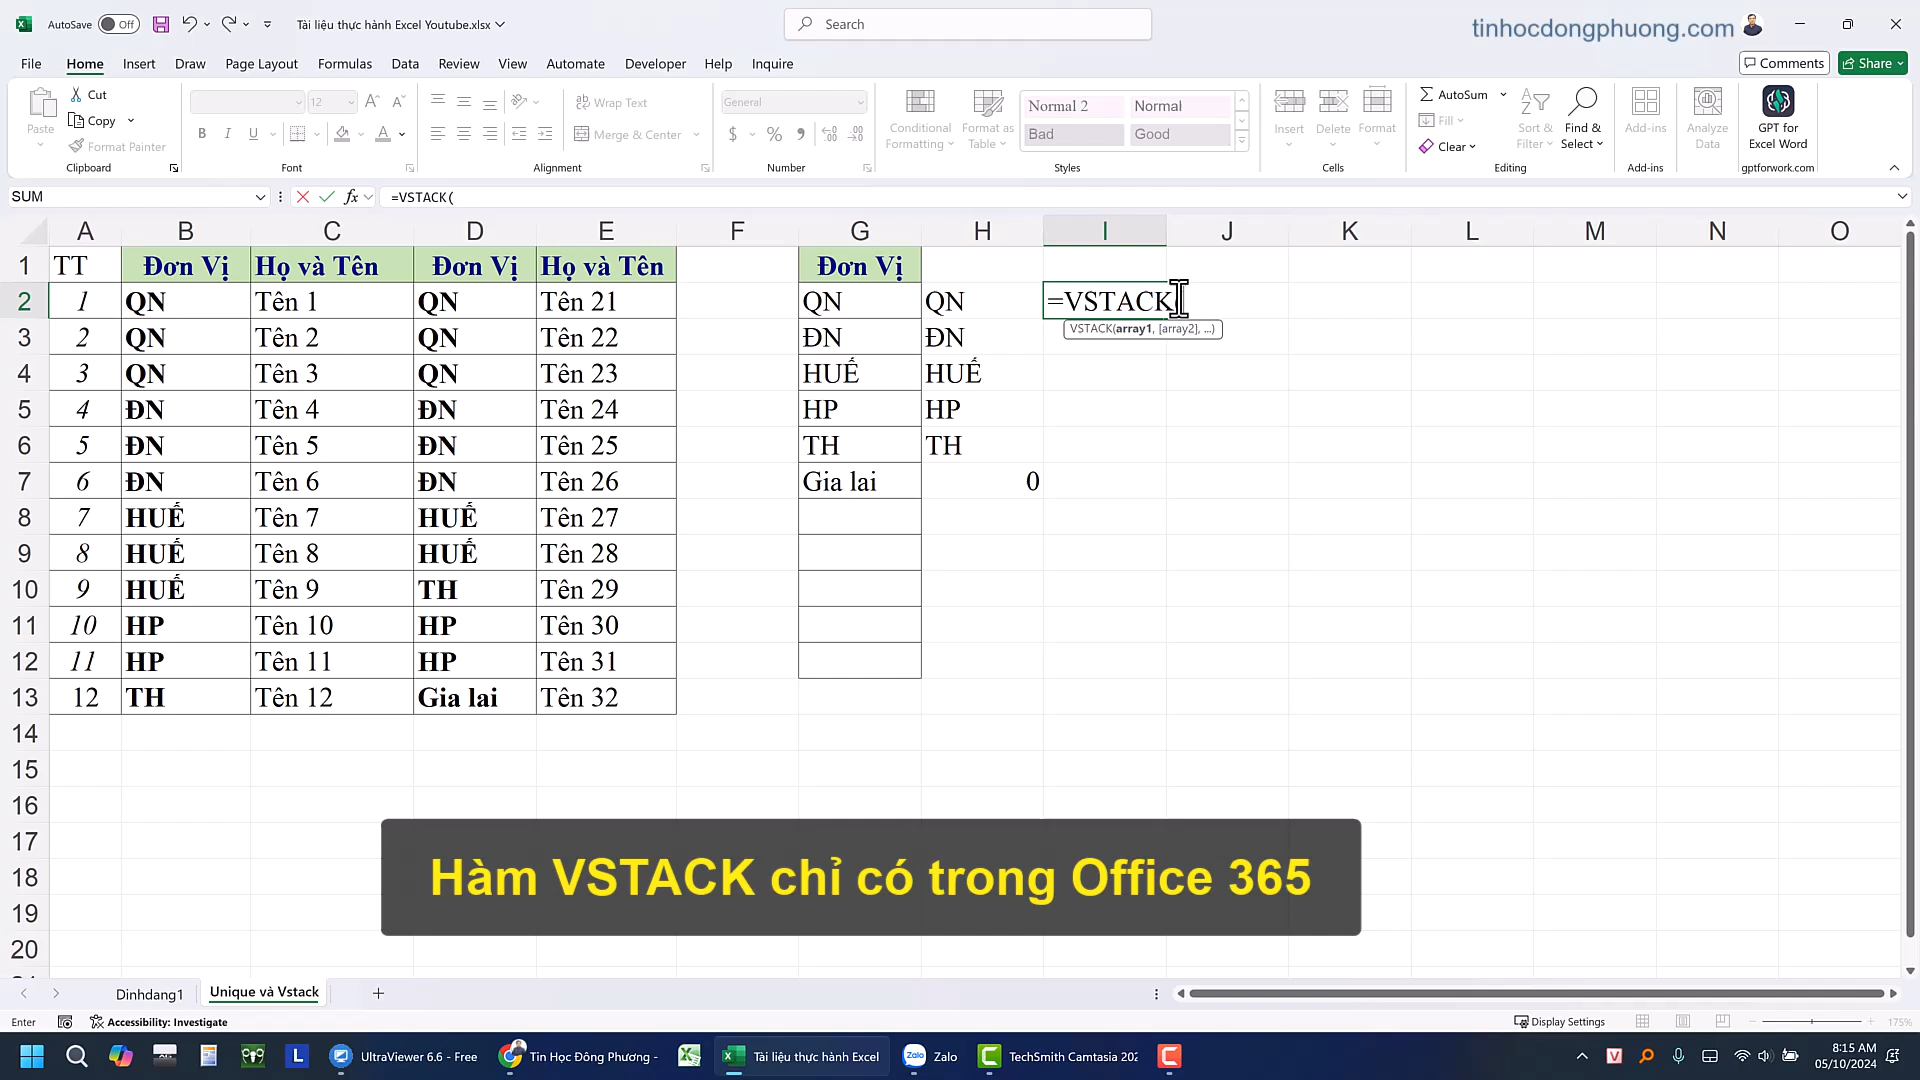 AutoSave Off Tài liệu thực hành Excel Youtube.xlsx Search tinhocdongphuong.com
File Home Insert Draw Page Layout Formulas Data Review View Automate Developer Help Inquire Comments Share
Paste Cut Copy Format Painter Clipboard
12 B I U A Font
ab Wrap Text Merge & Center Alignment
General $ % Number
Conditional Formatting Format as Table Normal 2 Normal Bad Good Styles
Insert Delete Format Cells
AutoSum Fill Clear Sort & Filter Find & Select Editing
Add-ins Add-ins
Analyze Data
GPT for Excel Word gptforwork.com
SUM fx =VSTACK(
A B C D E F G H I J K L M N O
1 TT Đơn Vị Họ và Tên Đơn Vị Họ và Tên Đơn Vị
2 1 QN Tên 1 QN Tên 21 QN QN =VSTACK
VSTACK(array1, [array2], ...)
3 2 QN Tên 2 QN Tên 22 ĐN ĐN
4 3 QN Tên 3 QN Tên 23 HUẾ HUẾ
5 4 ĐN Tên 4 ĐN Tên 24 HP HP
6 5 ĐN Tên 5 ĐN Tên 25 TH TH
7 6 ĐN Tên 6 ĐN Tên 26 Gia lai 0
8 7 HUẾ Tên 7 HUẾ Tên 27
9 8 HUẾ Tên 8 HUẾ Tên 28
10 9 HUẾ Tên 9 TH Tên 29
11 10 HP Tên 10 HP Tên 30
12 11 HP Tên 11 HP Tên 31
13 12 TH Tên 12 Gia lai Tên 32
14
15
16
17
18
19
20
Hàm VSTACK chỉ có trong Office 365
Dinhdang1 Unique và Vstack
Enter Accessibility: Investigate Display Settings 175%
UltraViewer 6.6 - Free Tin Học Đông Phương - Tài liệu thực hành Excel Zalo TechSmith Camtasia 202 8:15 AM
05/10/2024